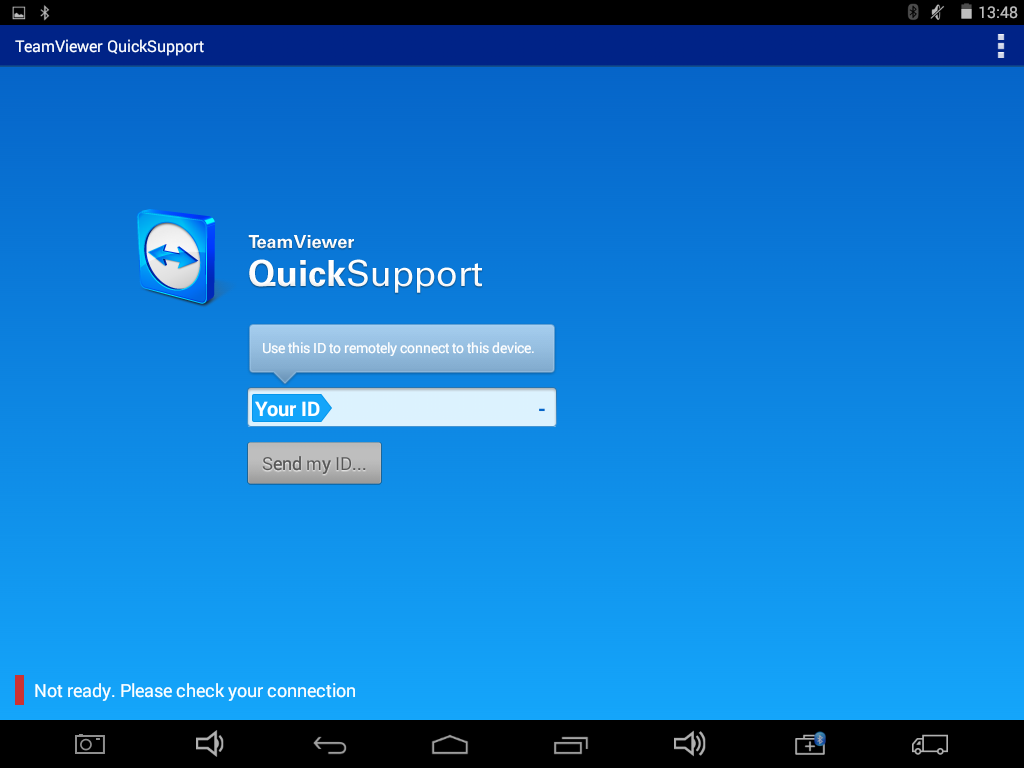 13:48
TeamViewer QuickSupport
TeamViewer
QuickSupport
Use this ID to remotely connect to this device.
Your ID -
Send my ID...
Not ready. Please check your connection